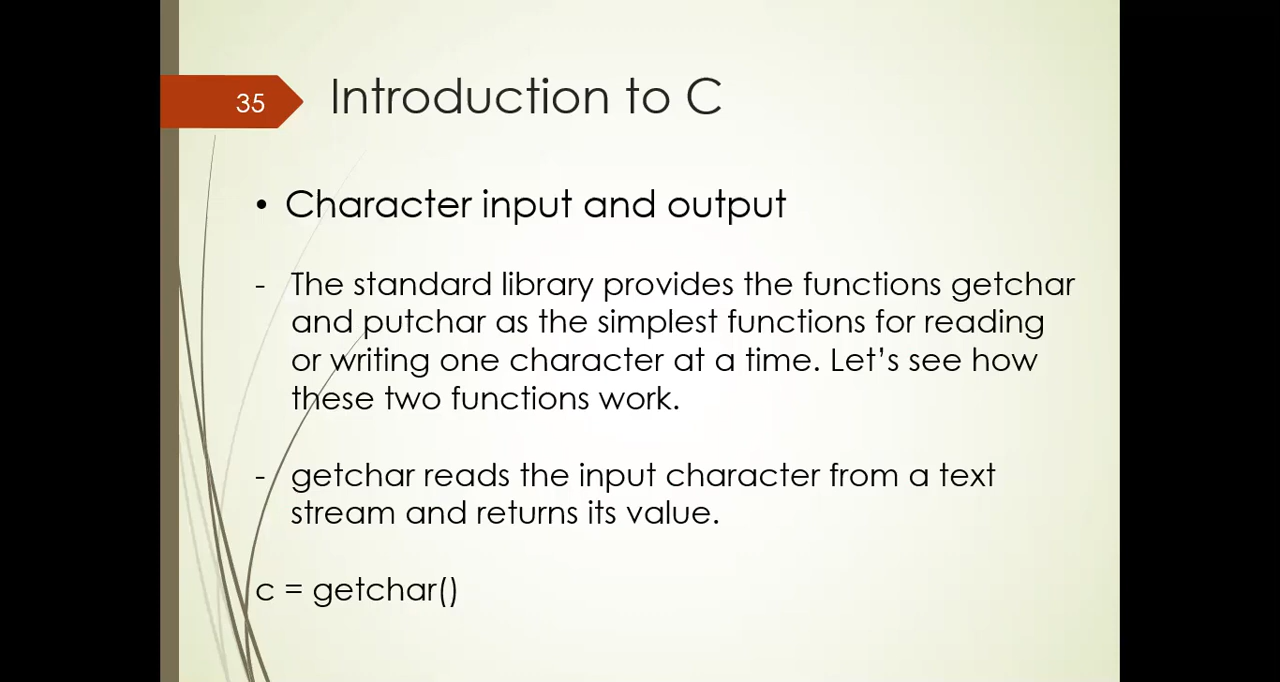 35
Introduction to C
• Character input and output
- The standard library provides the functions getchar
and putchar as the simplest functions for reading
or writing one character at a time. Let’s see how
these two functions work.
- getchar reads the input character from a text
stream and returns its value.
c = getchar()